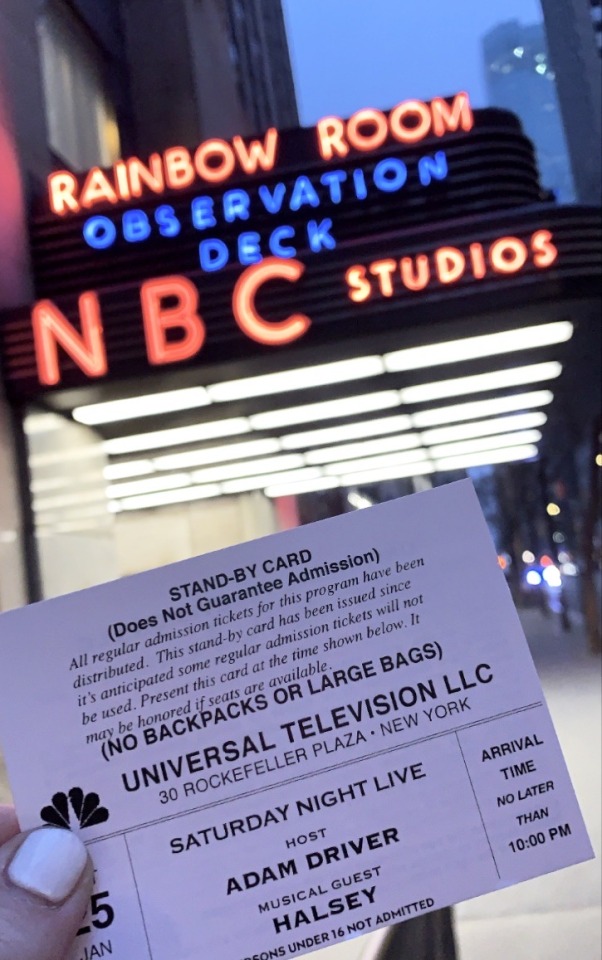 RAINBOW ROOM
OBSERVATION
DECK
NBC STUDIOS
STAND-BY CARD
(Does Not Guarantee Admission)
All regular admission tickets for this program have been
distributed. This stand-by card has been issued since
it's anticipated some regular admission tickets will not
be used. Present this card at the time shown below. It
may be honored if seats are available.
(NO BACKPACKS OR LARGE BAGS)
UNIVERSAL TELEVISION LLC
30 ROCKEFELLER PLAZA • NEW YORK
25
JAN
SATURDAY NIGHT LIVE
HOST
ADAM DRIVER
MUSICAL GUEST
HALSEY
UNDER 16 NOT ADMITTED
ARRIVAL
TIME
NO LATER
THAN
10:00 PM